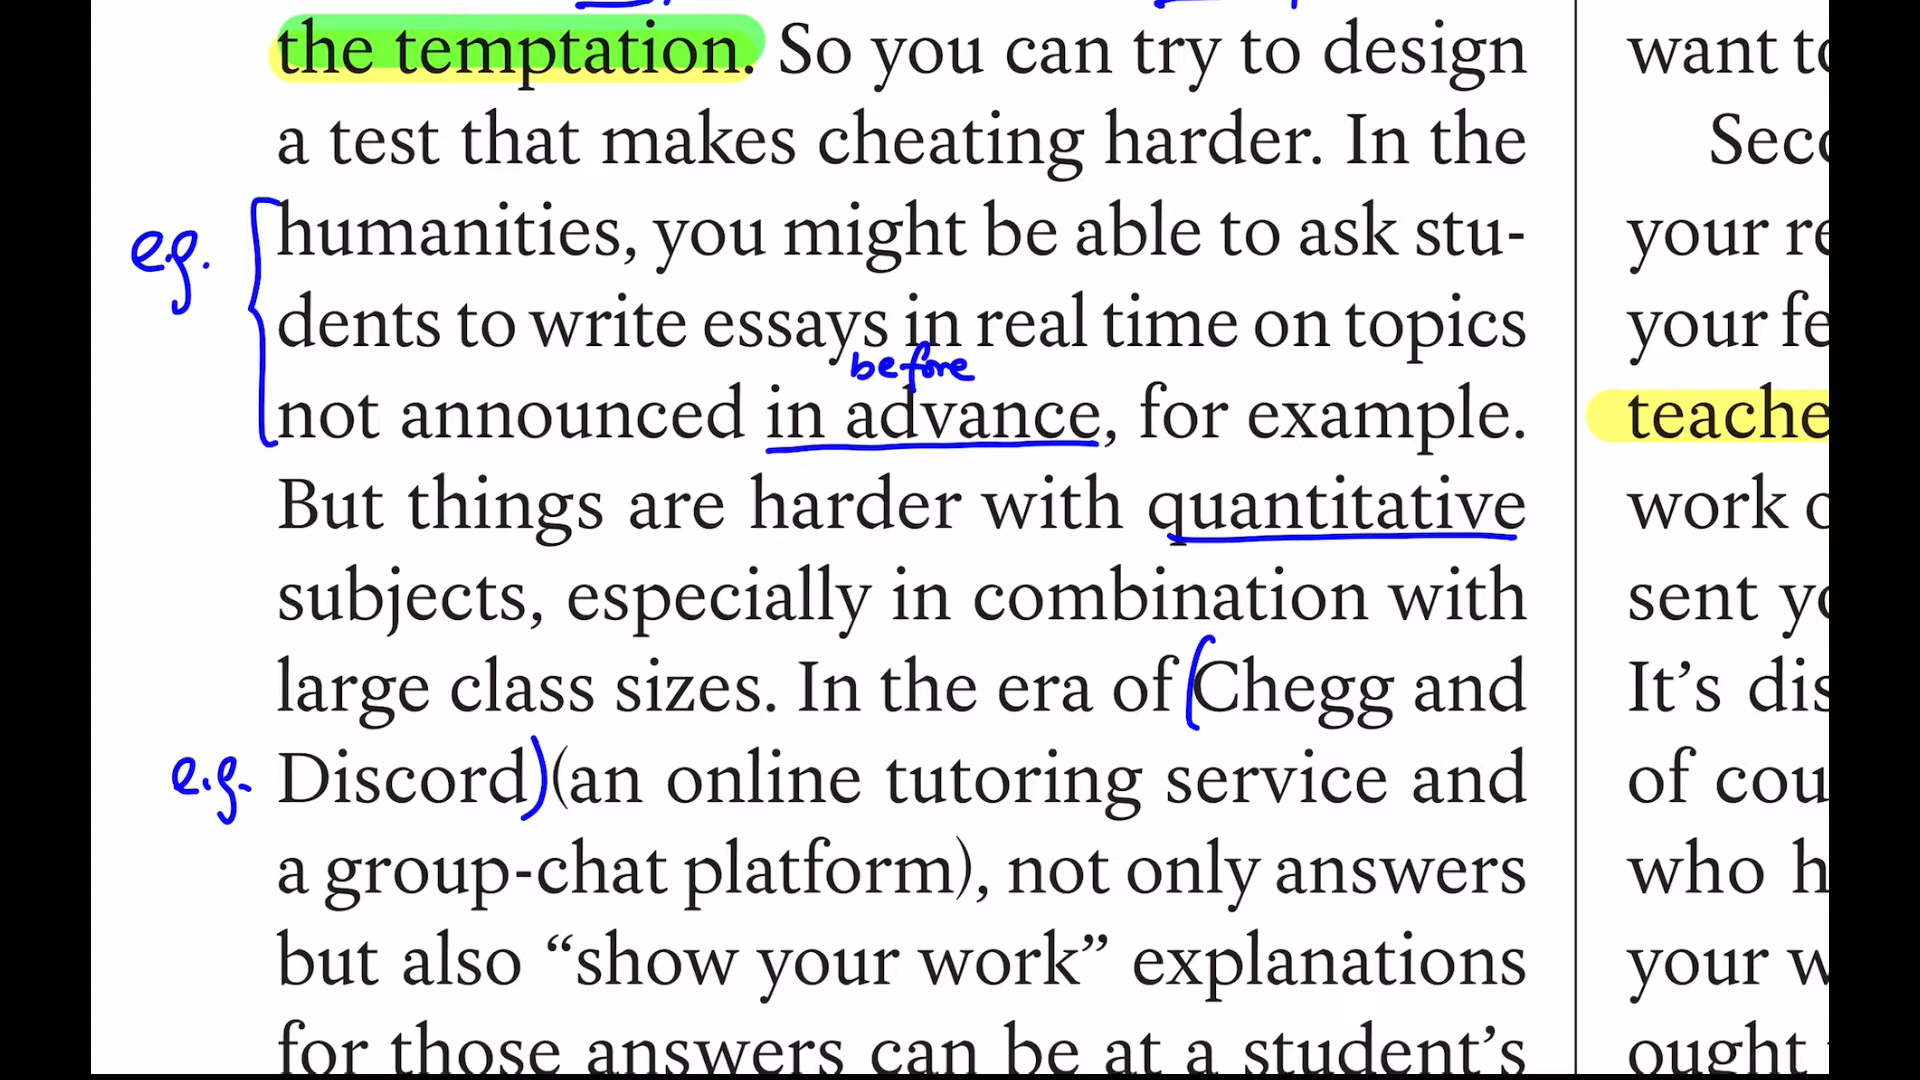 the temptation. So you can try to design
a test that makes cheating harder. In the
e.g. humanities, you might be able to ask stu-
dents to write essays in real time on topics
before
not announced in advance, for example.
But things are harder with quantitative
subjects, especially in combination with
large class sizes. In the era of (Chegg and
e.g. Discord) (an online tutoring service and
a group-chat platform), not only answers
but also “show your work” explanations
for those answers can be at a student’s
want to
Seco
your re
your fe
teache
work o
sent yo
It’s dis
of cou
who h
your w
ought